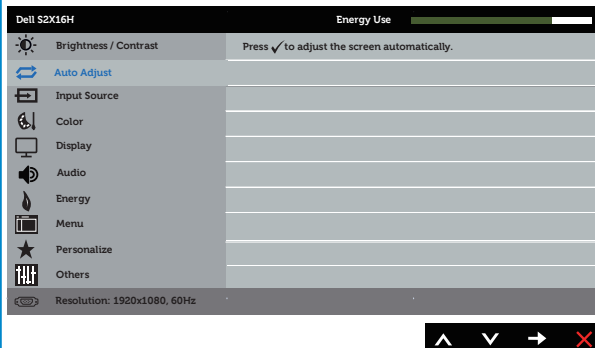 Dell S2X16H Energy Use
Brightness / Contrast Press ✓ to adjust the screen automatically.
Auto Adjust
Input Source
Color
Display
Audio
Energy
Menu
Personalize
Others
Resolution: 1920x1080, 60Hz